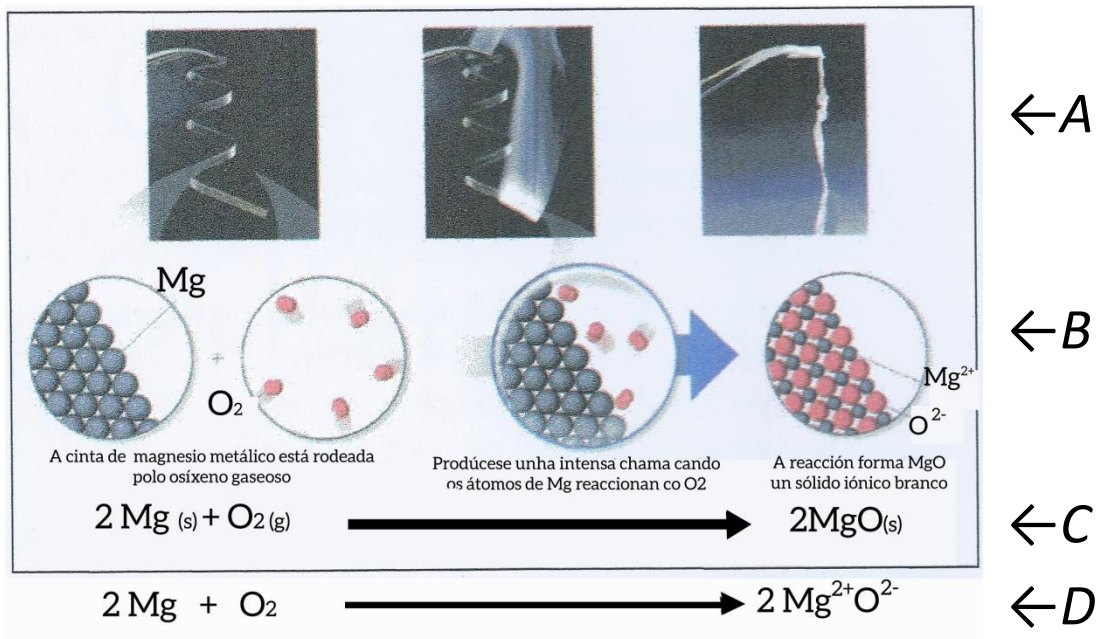 ←A
Mg
+
O₂
←B
Mg²⁺
O²⁻
A cinta de magnesio metálico está rodeada
polo osíxeno gaseoso
Prodúcese unha intensa chama cando
os átomos de Mg reaccionan co O2
A reacción forma MgO
un sólido iónico branco
2 Mg (s) + O₂ (g) → 2MgO(s) ←C
2 Mg + O₂ → 2 Mg²⁺O²⁻ ←D